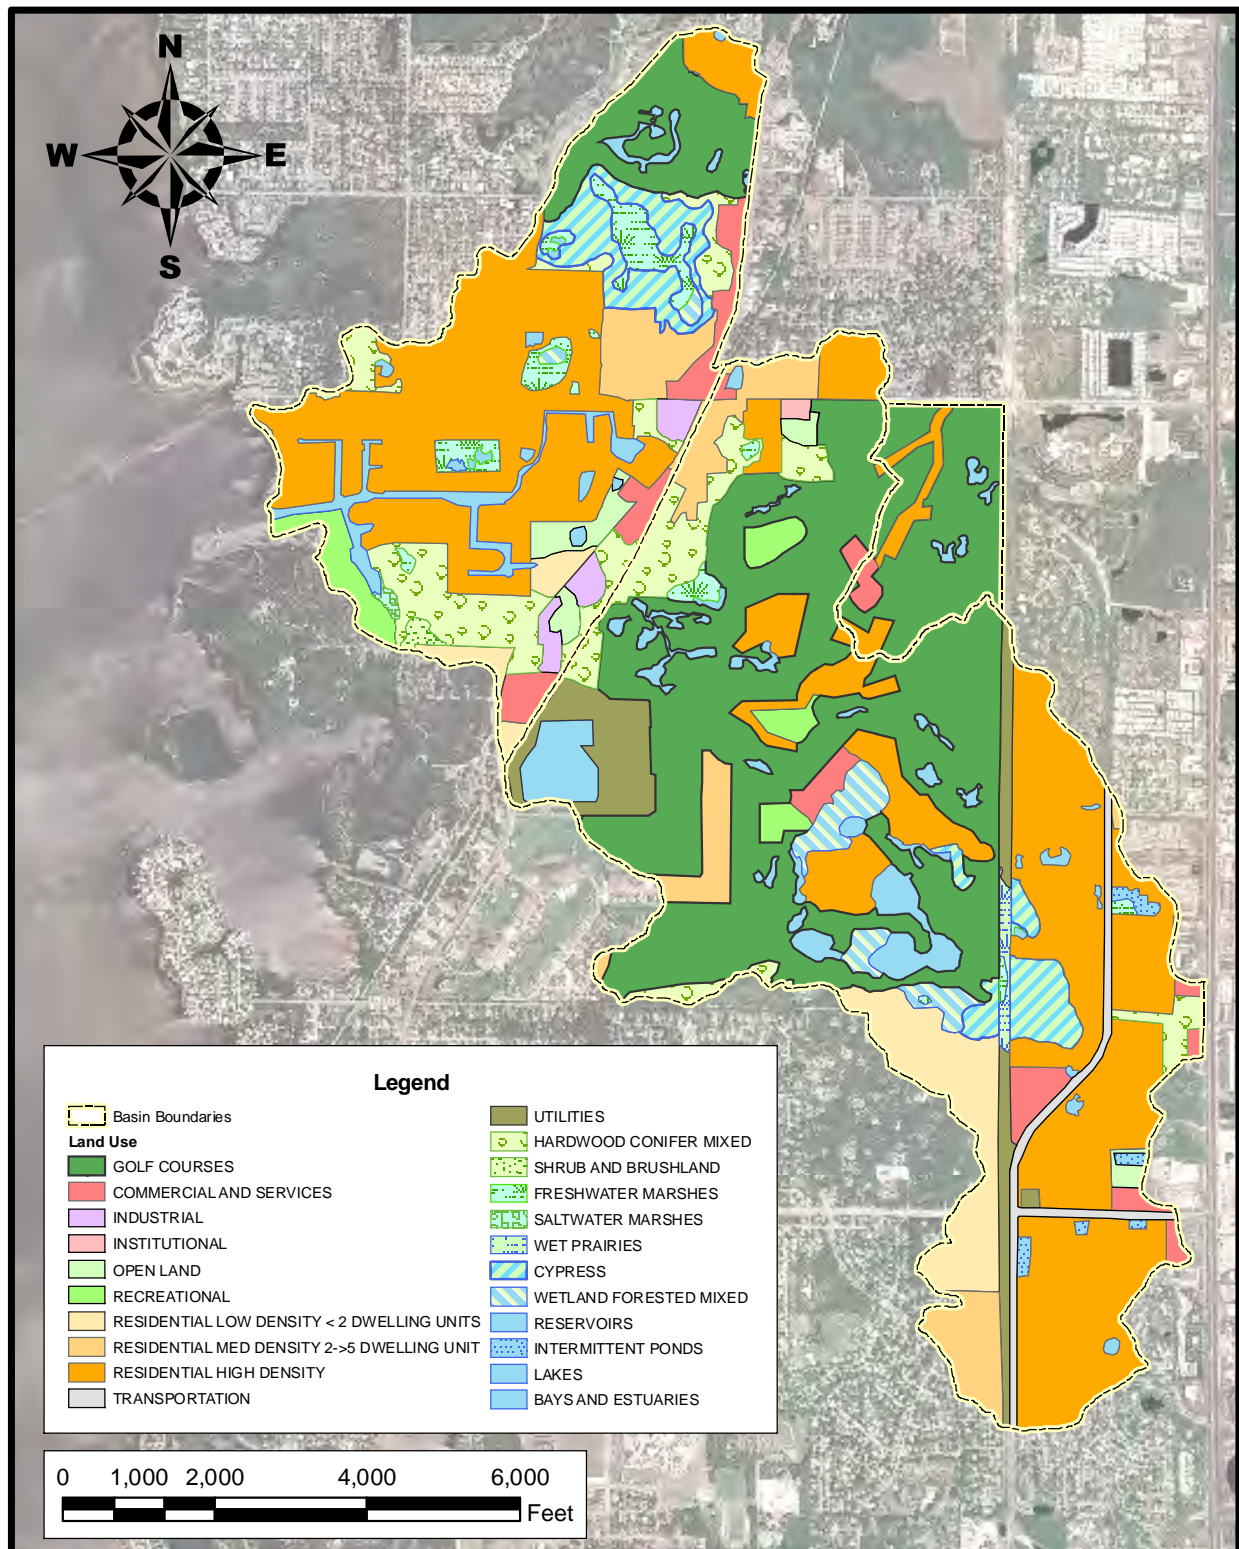 N
W E
S
Legend
Basin Boundaries
Land Use
GOLF COURSES
COMMERCIAL AND SERVICES
INDUSTRIAL
INSTITUTIONAL
OPEN LAND
RECREATIONAL
RESIDENTIAL LOW DENSITY < 2 DWELLING UNITS
RESIDENTIAL MED DENSITY 2->5 DWELLING UNIT
RESIDENTIAL HIGH DENSITY
TRANSPORTATION
UTILITIES
HARDWOOD CONIFER MIXED
SHRUB AND BRUSHLAND
FRESHWATER MARSHES
SALTWATER MARSHES
WET PRAIRIES
CYPRESS
WETLAND FORESTED MIXED
RESERVOIRS
INTERMITTENT PONDS
LAKES
BAYS AND ESTUARIES
0 1,000 2,000 4,000 6,000
Feet